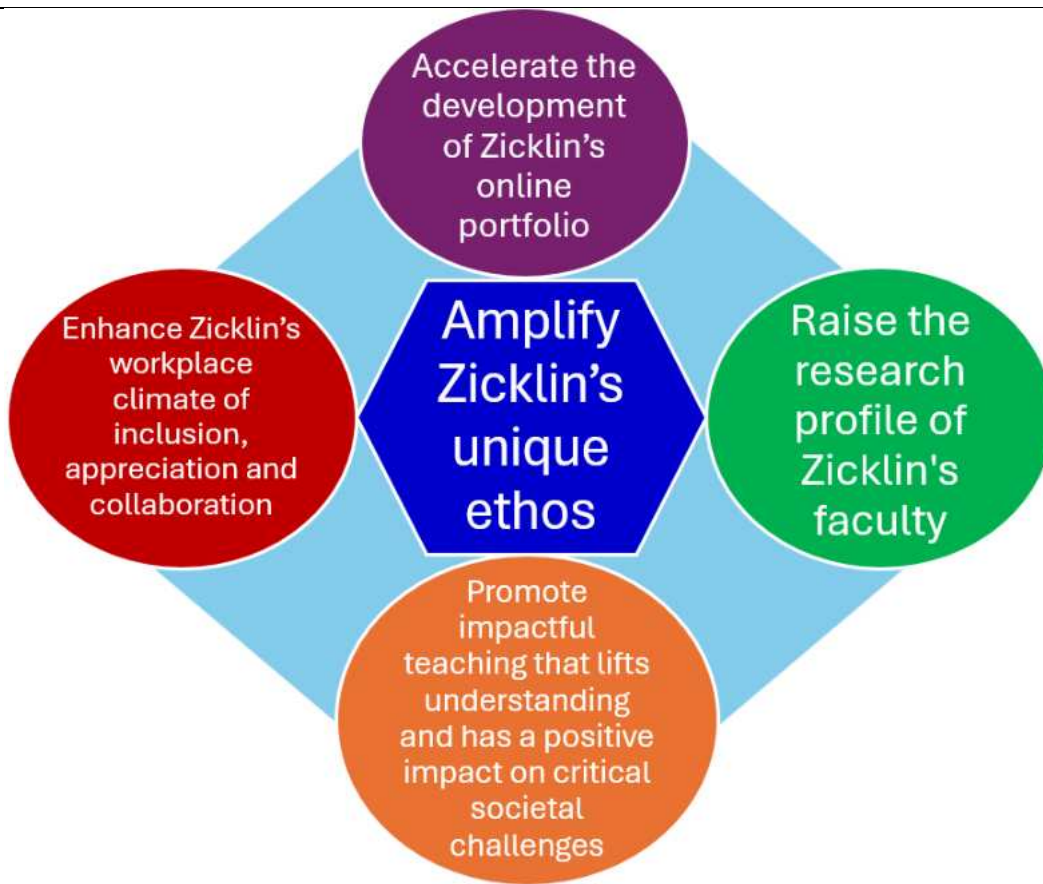 Accelerate the
development
of Zicklin’s
online
portfolio
Enhance Zicklin’s
workplace
climate of
inclusion,
appreciation and
collaboration
Amplify
Zicklin’s
unique
ethos
Raise the
research
profile of
Zicklin's
faculty
Promote
impactful
teaching that lifts
understanding
and has a positive
impact on critical
societal
challenges